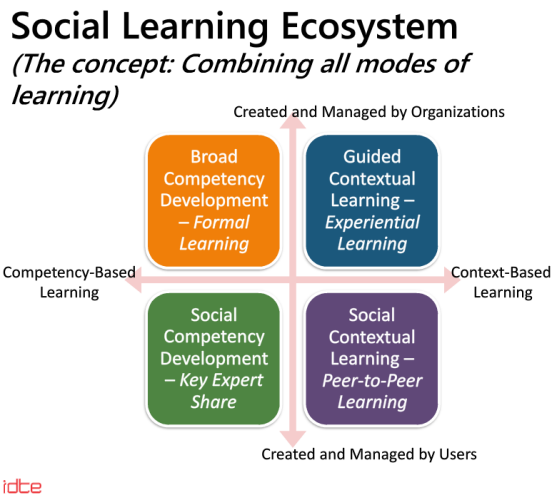 Social Learning Ecosystem
(The concept: Combining all modes of
learning)
Created and Managed by Organizations
Broad
Competency
Development
– Formal
Learning
Guided
Contextual
Learning –
Experiential
Learning
Competency-Based
Learning
Context-Based
Learning
Social
Competency
Development
– Key Expert
Share
Social
Contextual
Learning –
Peer-to-Peer
Learning
Created and Managed by Users
idte